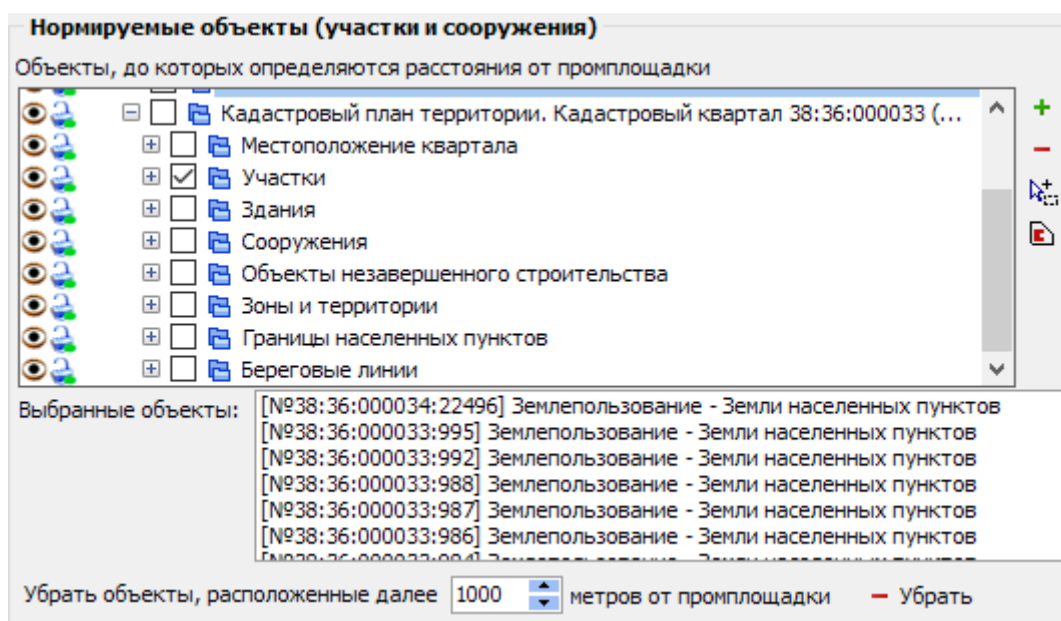 Нормируемые объекты (участки и сооружения)
Объекты, до которых определяются расстояния от промплощадки
Кадастровый план территории. Кадастровый квартал 38:36:000033 (...
Местоположение квартала
Участки
Здания
Сооружения
Объекты незавершенного строительства
Зоны и территории
Границы населенных пунктов
Береговые линии
Выбранные объекты:
[№38:36:000034:22496] Землепользование - Земли населенных пунктов
[№38:36:000033:995] Землепользование - Земли населенных пунктов
[№38:36:000033:992] Землепользование - Земли населенных пунктов
[№38:36:000033:988] Землепользование - Земли населенных пунктов
[№38:36:000033:987] Землепользование - Земли населенных пунктов
[№38:36:000033:986] Землепользование - Земли населенных пунктов
Убрать объекты, расположенные далее 1000 метров от промплощадки Убрать